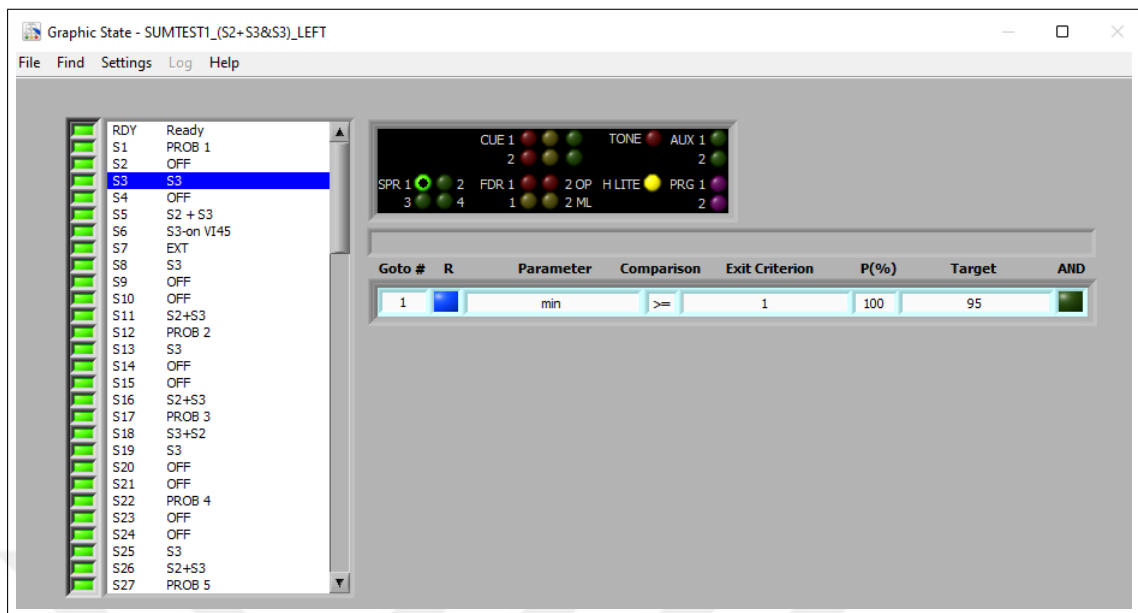 Graphic State - SUMTEST1_(S2+S3&S3)_LEFT
File Find Settings Log Help
RDY Ready
S1 PROB 1
S2 OFF
S3 S3
S4 OFF
S5 S2 + S3
S6 S3-on VI45
S7 EXT
S8 S3
S9 OFF
S10 OFF
S11 S2+S3
S12 PROB 2
S13 S3
S14 OFF
S15 OFF
S16 S2+S3
S17 PROB 3
S18 S3+S2
S19 S3
S20 OFF
S21 OFF
S22 PROB 4
S23 OFF
S24 OFF
S25 S3
S26 S2+S3
S27 PROB 5
CUE 1 TONE AUX 1
2 2
SPR 1 2 FDR 1 2 OP H LITE PRG 1
3 4 1 2 ML 2
Goto # R Parameter Comparison Exit Criterion P(%) Target AND
1 min >= 1 100 95